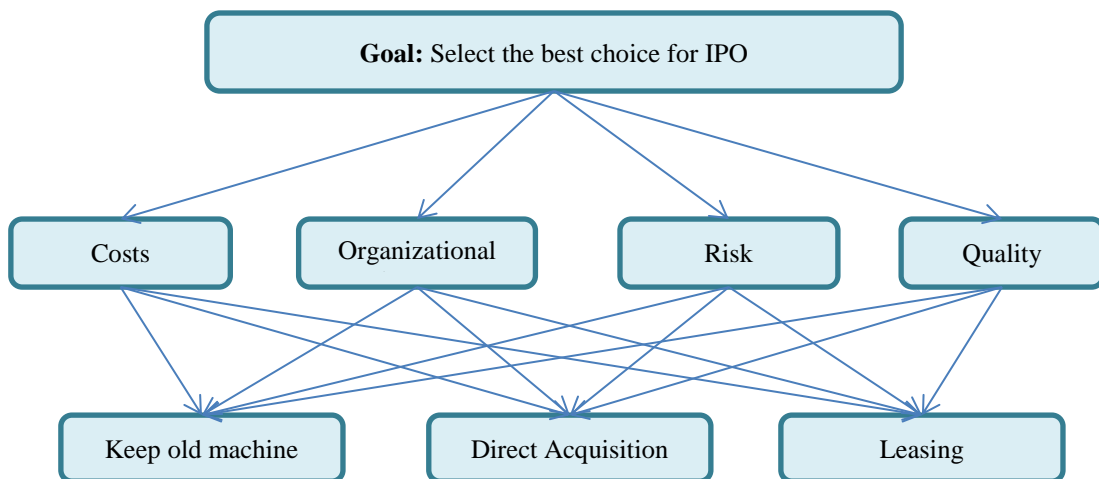 Goal: Select the best choice for IPO
Costs
Organizational
Risk
Quality
Keep old machine
Direct Acquisition
Leasing